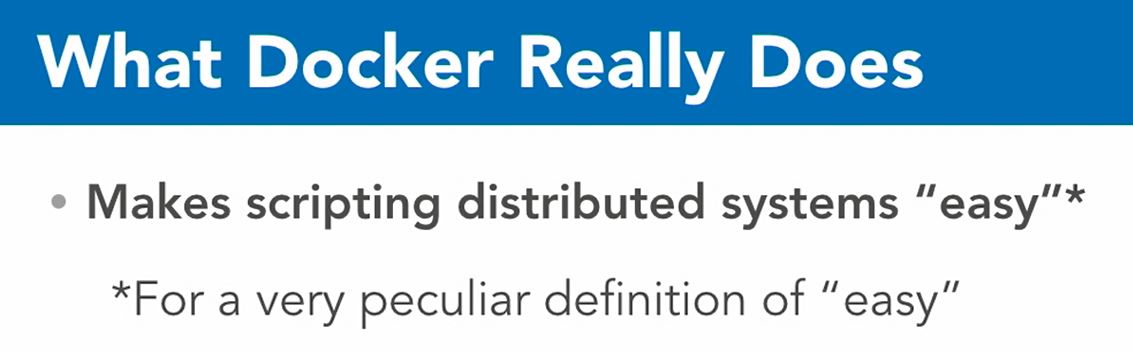 What Docker Really Does
• Makes scripting distributed systems “easy”*
*For a very peculiar definition of “easy”